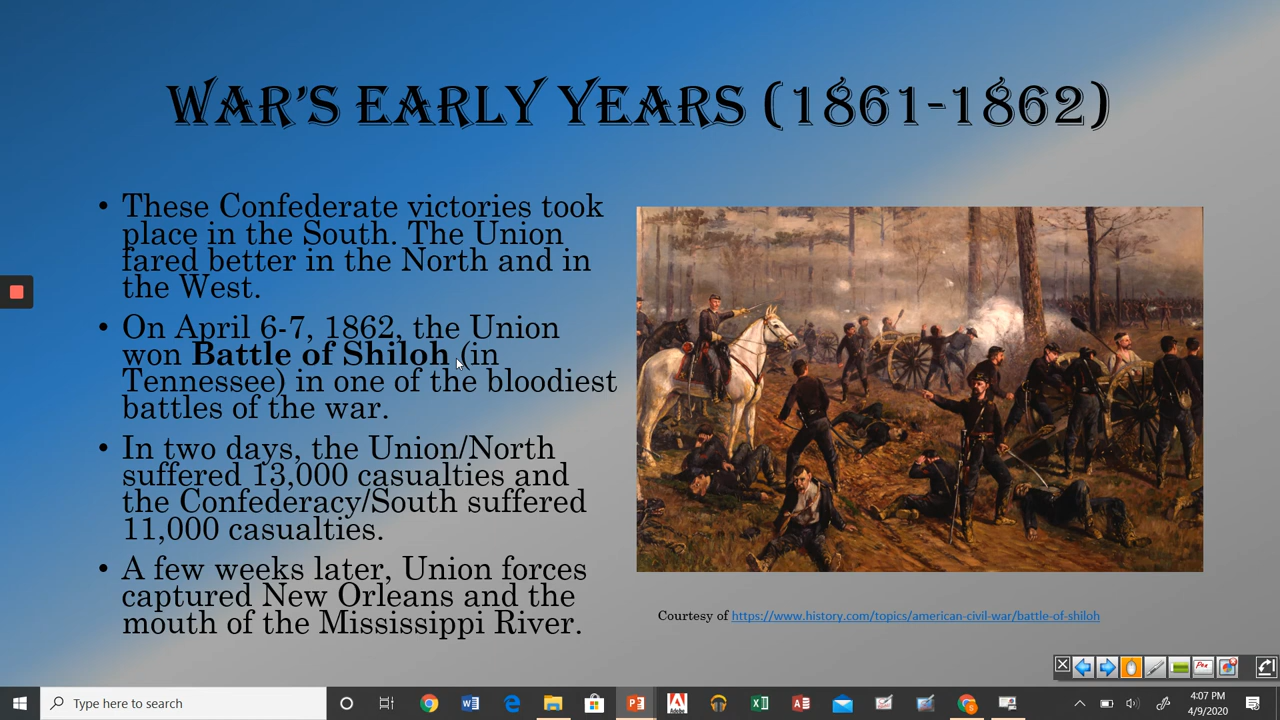 WAR'S EARLY YEARS (1861-1862)
• These Confederate victories took
place in the South. The Union
fared better in the North and in
the West.
• On April 6-7, 1862, the Union
won Battle of Shiloh (in
Tennessee) in one of the bloodiest
battles of the war.
• In two days, the Union/North
suffered 13,000 casualties and
the Confederacy/South suffered
11,000 casualties.
• A few weeks later, Union forces
captured New Orleans and the
mouth of the Mississippi River.
Courtesy of https://www.history.com/topics/american-civil-war/battle-of-shiloh
Type here to search
4:07 PM
4/9/2020